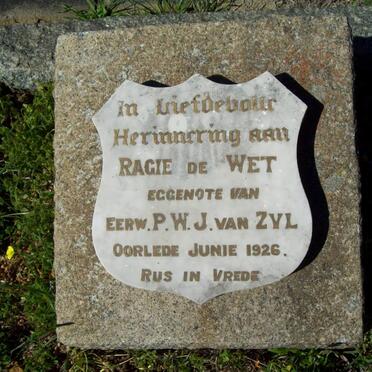 In Liefdevolle
Herinnering aan
RAGIE DE WET
EGGENOTE VAN
EERW. P.W.J. VAN ZYL
OORLEDE JUNIE 1926.
RUS IN VREDE